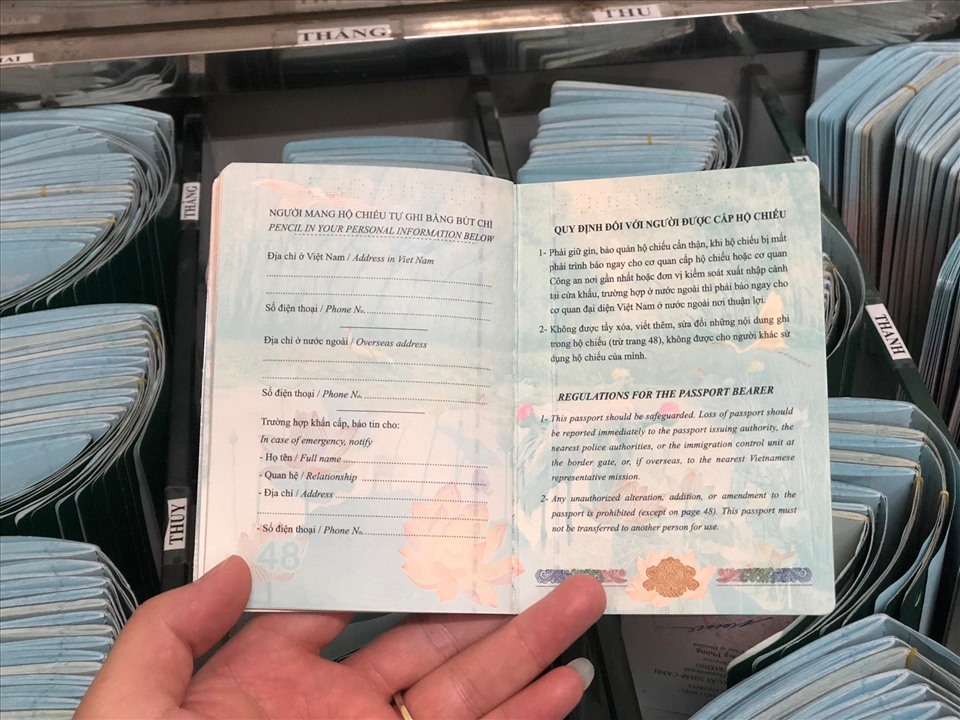 HAI
THẮNG
THU
THẮNG
THÚY
THANH
NGƯỜI MANG HỘ CHIẾU TỰ GHI BẰNG BÚT CHÌ
PENCIL IN YOUR PERSONAL INFORMATION BELOW
Địa chỉ ở Việt Nam / Address in Viet Nam
Số điện thoại / Phone No.
Địa chỉ ở nước ngoài / Overseas address
Số điện thoại / Phone No.
Trường hợp khẩn cấp, báo tin cho:
In case of emergency, notify
- Họ tên / Full name
- Quan hệ / Relationship
- Địa chỉ / Address
- Số điện thoại / Phone No.
48
QUY ĐỊNH ĐỐI VỚI NGƯỜI ĐƯỢC CẤP HỘ CHIẾU
1- Phải giữ gìn, bảo quản hộ chiếu cẩn thận, khi hộ chiếu bị mất
phải trình báo ngay cho cơ quan cấp hộ chiếu hoặc cơ quan
Công an nơi gần nhất hoặc đơn vị kiểm soát xuất nhập cảnh
tại cửa khẩu, trường hợp ở nước ngoài thì phải báo ngay cho
cơ quan đại diện Việt Nam ở nước ngoài nơi thuận lợi.
2- Không được tẩy xóa, viết thêm, sửa đổi những nội dung ghi
trong hộ chiếu (trừ trang 48), không được cho người khác sử
dụng hộ chiếu của mình.
REGULATIONS FOR THE PASSPORT BEARER
1- This passport should be safeguarded. Loss of passport should
be reported immediately to the passport issuing authority, the
nearest police authorities, or the immigration control unit at
the border gate, or, if overseas, to the nearest Vietnamese
representative mission.
2- Any unauthorized alteration, addition, or amendment to the
passport is prohibited (except on page 48). This passport must
not be transferred to another person for use.